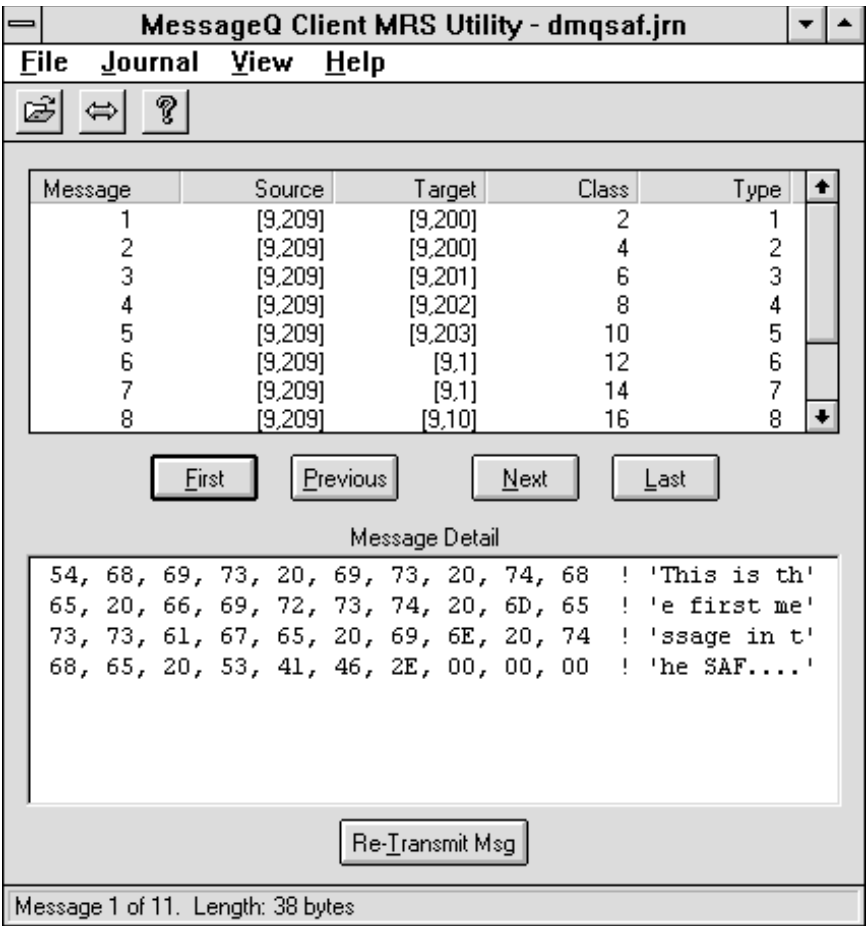 MessageQ Client MRS Utility - dmqsaf.jrn
File Journal View Help
Message Source Target Class Type
1 [9,209] [9,200] 2 1
2 [9,209] [9,200] 4 2
3 [9,209] [9,201] 6 3
4 [9,209] [9,202] 8 4
5 [9,209] [9,203] 10 5
6 [9,209] [9,1] 12 6
7 [9,209] [9,1] 14 7
8 [9,209] [9,10] 16 8
First Previous Next Last
Message Detail
54, 68, 69, 73, 20, 69, 73, 20, 74, 68 ! 'This is th'
65, 20, 66, 69, 72, 73, 74, 20, 6D, 65 ! 'e first me'
73, 73, 61, 67, 65, 20, 69, 6E, 20, 74 ! 'ssage in t'
68, 65, 20, 53, 41, 46, 2E, 00, 00, 00 ! 'he SAF....'
Re-Transmit Msg
Message 1 of 11. Length: 38 bytes